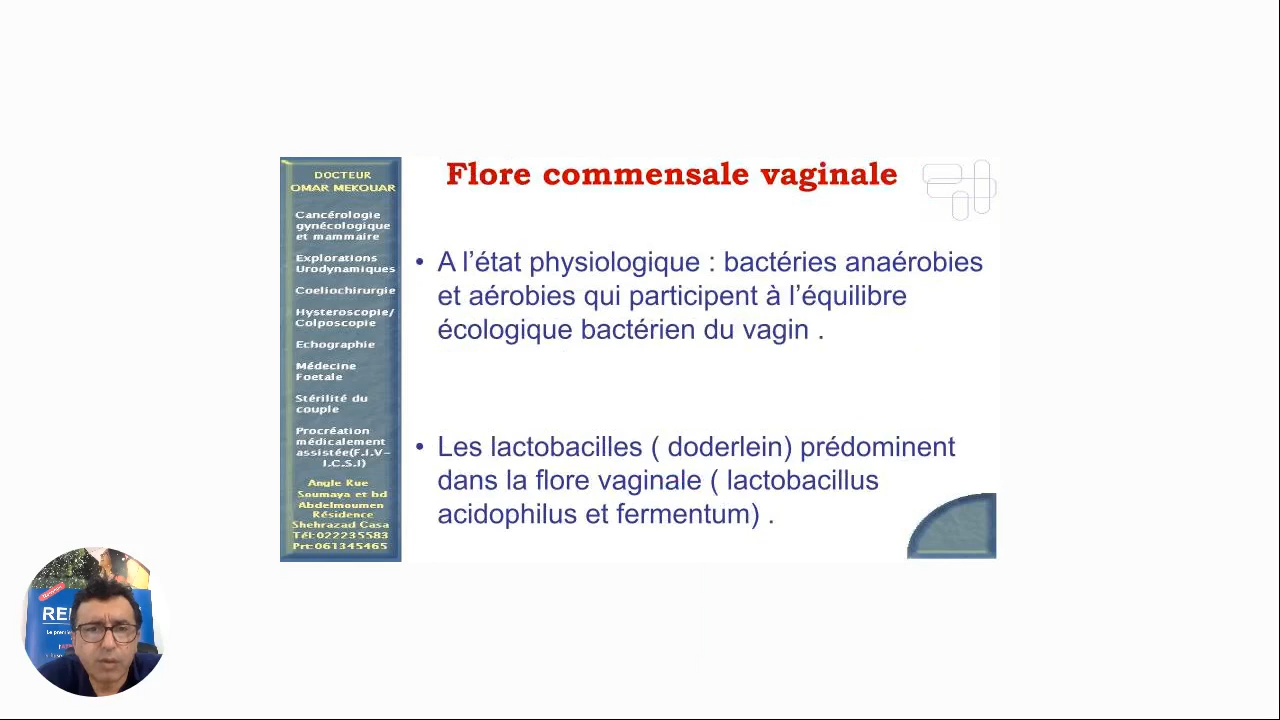 Flore commensale vaginale
DOCTEUR
OMAR MEKOUAR
Cancérologie
gynécologique
et mammaire
Explorations
Urodynamiques
Coeliochirurgie
Hysteroscopie/
Colposcopie
Echographie
Médecine
Foetale
Stérilité du
couple
Procréation
médicalement
assistée(F.I.V-
I.C.S.I)
Angle Rue
Soumaya et bd
Abdelmoumen
Résidence
Shehrazad Casa
Tél:022235583
Prt:061345465
• A l’état physiologique : bactéries anaérobies
et aérobies qui participent à l’équilibre
écologique bactérien du vagin .
• Les lactobacilles ( doderlein) prédominent
dans la flore vaginale ( lactobacillus
acidophilus et fermentum) .
Le premier